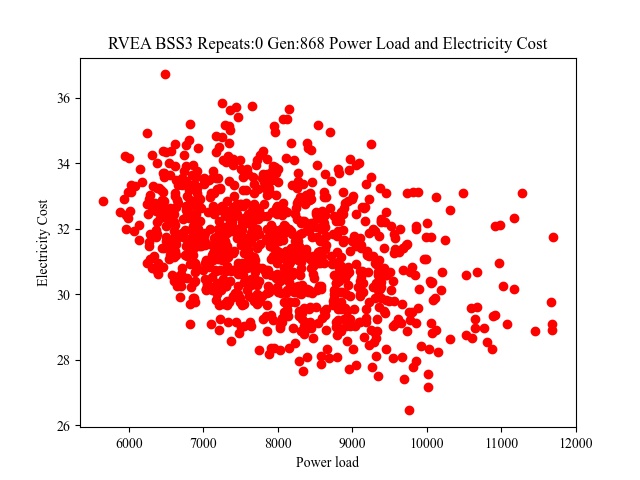 RVEA BSS3 Repeats:0 Gen:868 Power Load and Electricity Cost
36
34
32
30
28
26
Electricity Cost
6000 7000 8000 9000 10000 11000 12000
Power load